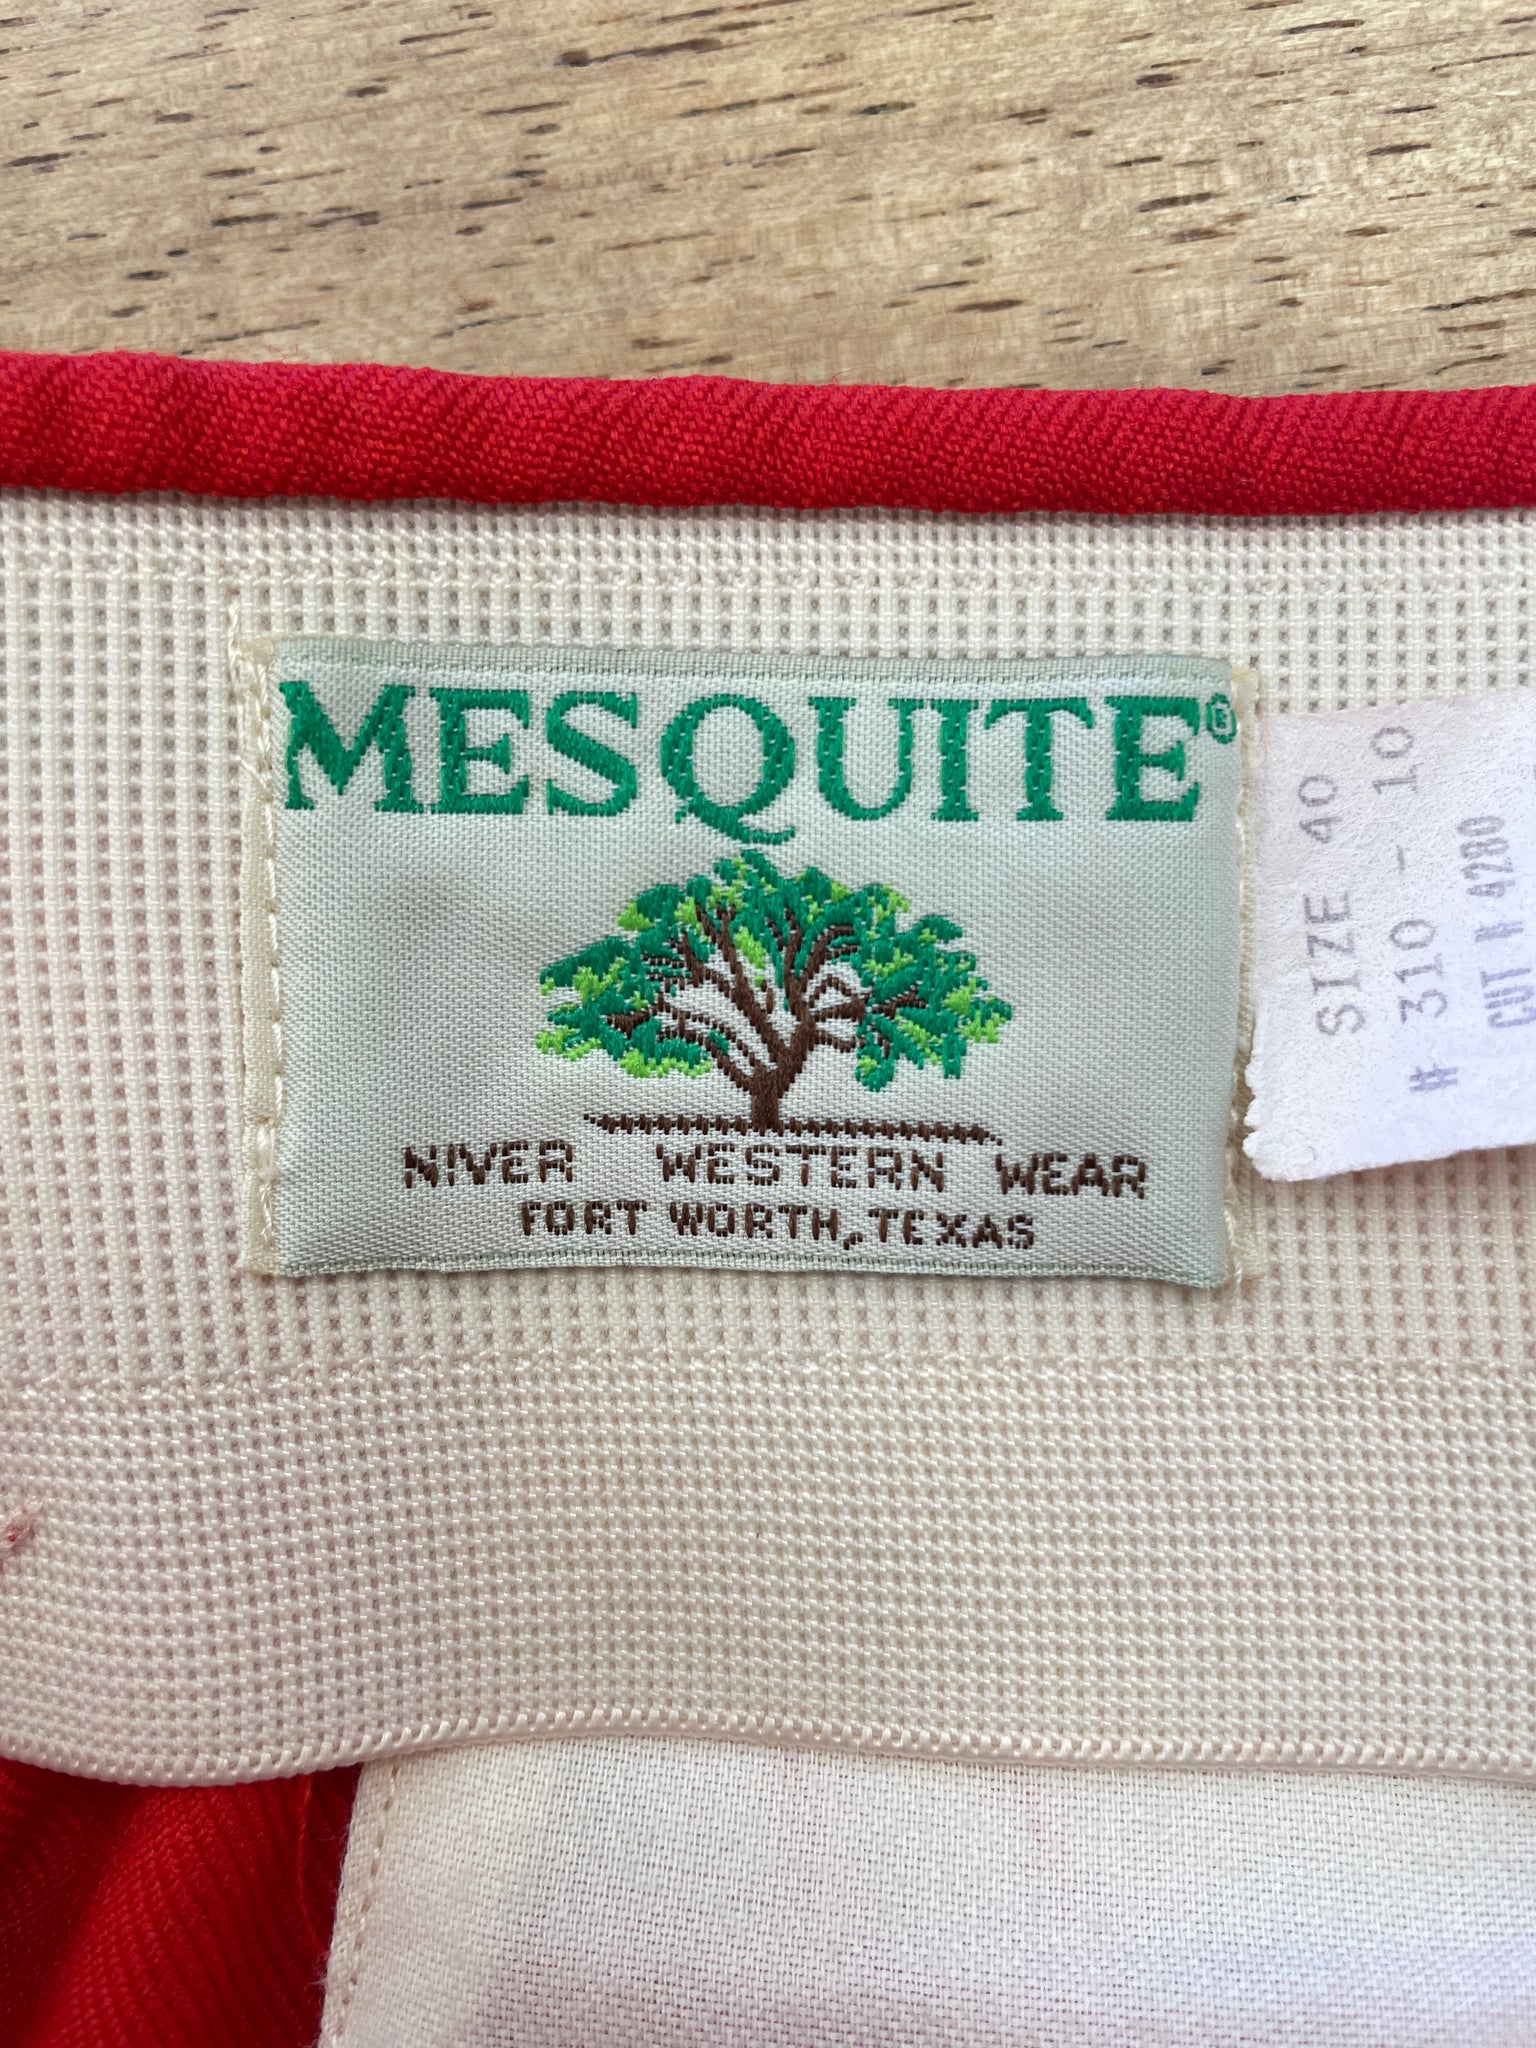 MESQUITE®
NIVER WESTERN WEAR
FORT WORTH, TEXAS
SIZE 40
# 310 - 10
CUT # 4280